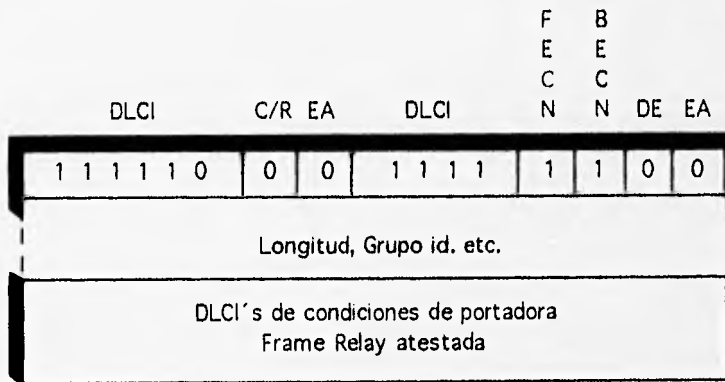 F B
E E
C C
DLCI C/R EA DLCI N N DE EA
1 1 1 1 1 0 0 0 1 1 1 1 1 1 0 0
Longitud, Grupo id. etc.
DLCI´s de condiciones de portadora
Frame Relay atestada